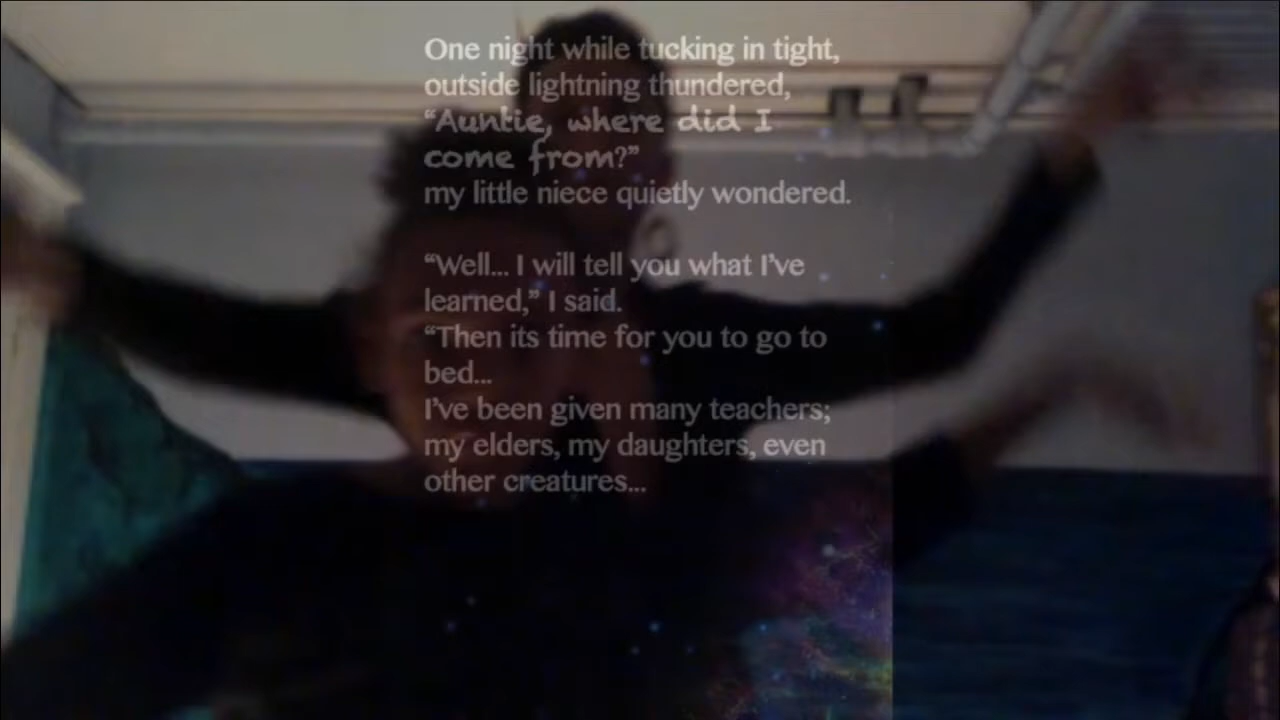 One night while tucking in tight,
outside lightning thundered,
“Auntie, where did I
come from?”
my little niece quietly wondered.
“Well... I will tell you what I’ve
learned,” I said.
“Then its time for you to go to
bed...
I’ve been given many teachers;
my elders, my daughters, even
other creatures...